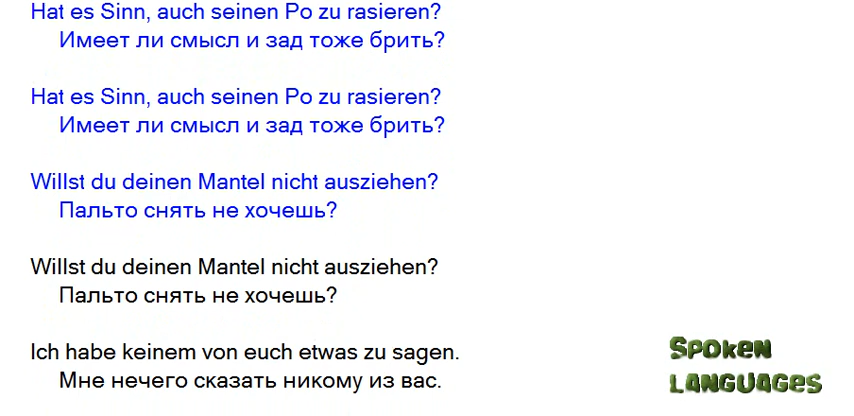 Hat es Sinn, auch seinen Po zu rasieren?
Имеет ли смысл и зад тоже брить?
Hat es Sinn, auch seinen Po zu rasieren?
Имеет ли смысл и зад тоже брить?
Willst du deinen Mantel nicht ausziehen?
Пальто снять не хочешь?
Willst du deinen Mantel nicht ausziehen?
Пальто снять не хочешь?
Ich habe keinem von euch etwas zu sagen.
Мне нечего сказать никому из вас.
Spoken
Languages